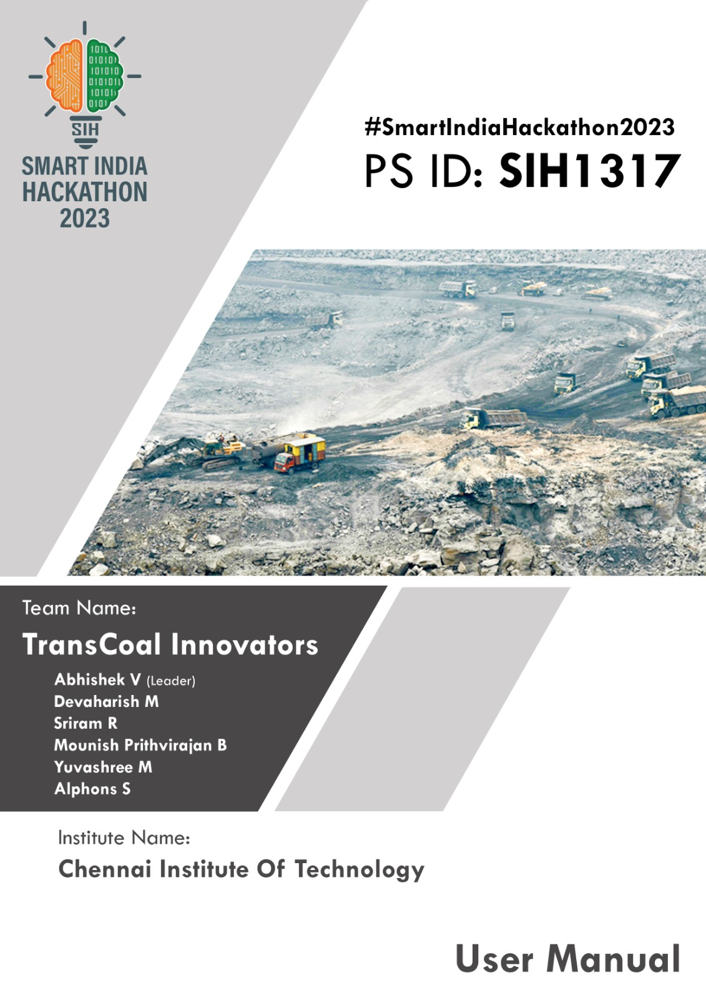 SIH
SMART INDIA
HACKATHON
2023
#SmartIndiaHackathon2023
PS ID: SIH1317
Team Name:
TransCoal Innovators
Abhishek V (Leader)
Devaharish M
Sriram R
Mounish Prithvirajan B
Yuvashree M
Alphons S
Institute Name:
Chennai Institute Of Technology
User Manual